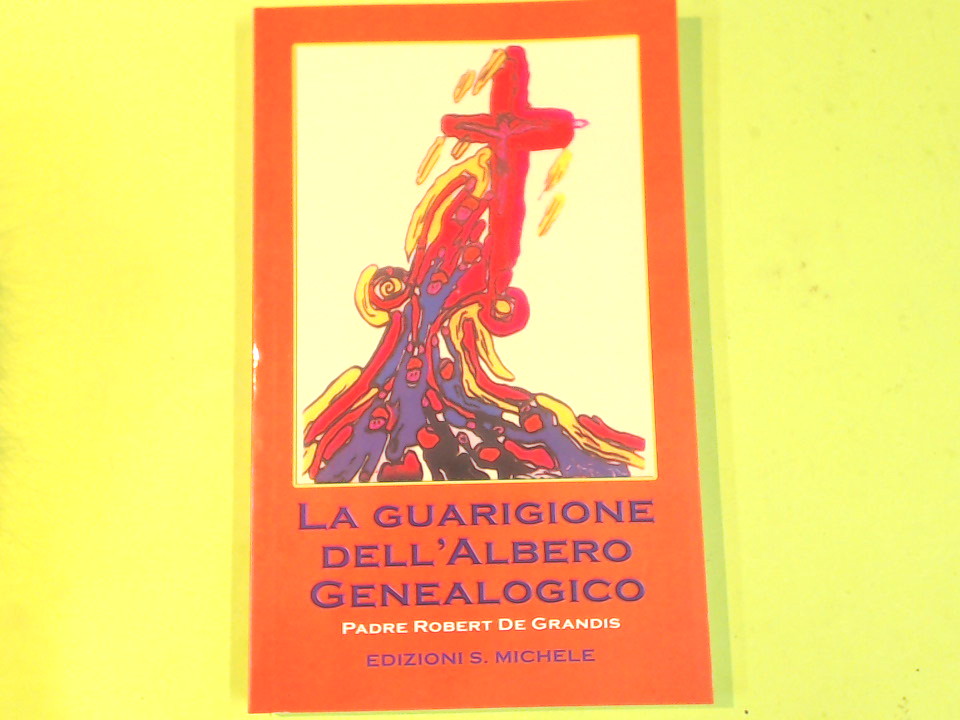 La guarigione
dell'Albero
Genealogico
Padre Robert De Grandis
EDIZIONI S. MICHELE